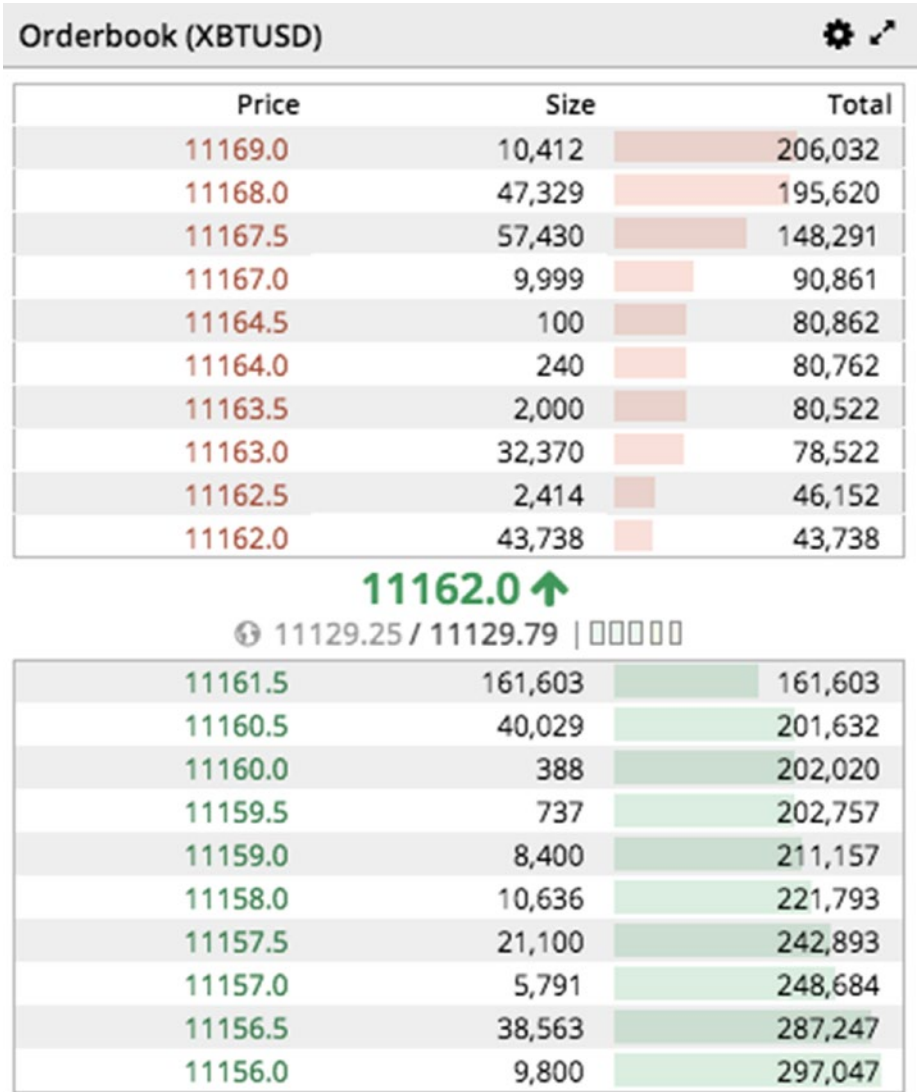 Orderbook (XBTUSD)
Price Size Total
11169.0 10,412 206,032
11168.0 47,329 195,620
11167.5 57,430 148,291
11167.0 9,999 90,861
11164.5 100 80,862
11164.0 240 80,762
11163.5 2,000 80,522
11163.0 32,370 78,522
11162.5 2,414 46,152
11162.0 43,738 43,738
11162.0
11129.25 / 11129.79 |
11161.5 161,603 161,603
11160.5 40,029 201,632
11160.0 388 202,020
11159.5 737 202,757
11159.0 8,400 211,157
11158.0 10,636 221,793
11157.5 21,100 242,893
11157.0 5,791 248,684
11156.5 38,563 287,247
11156.0 9,800 297,047